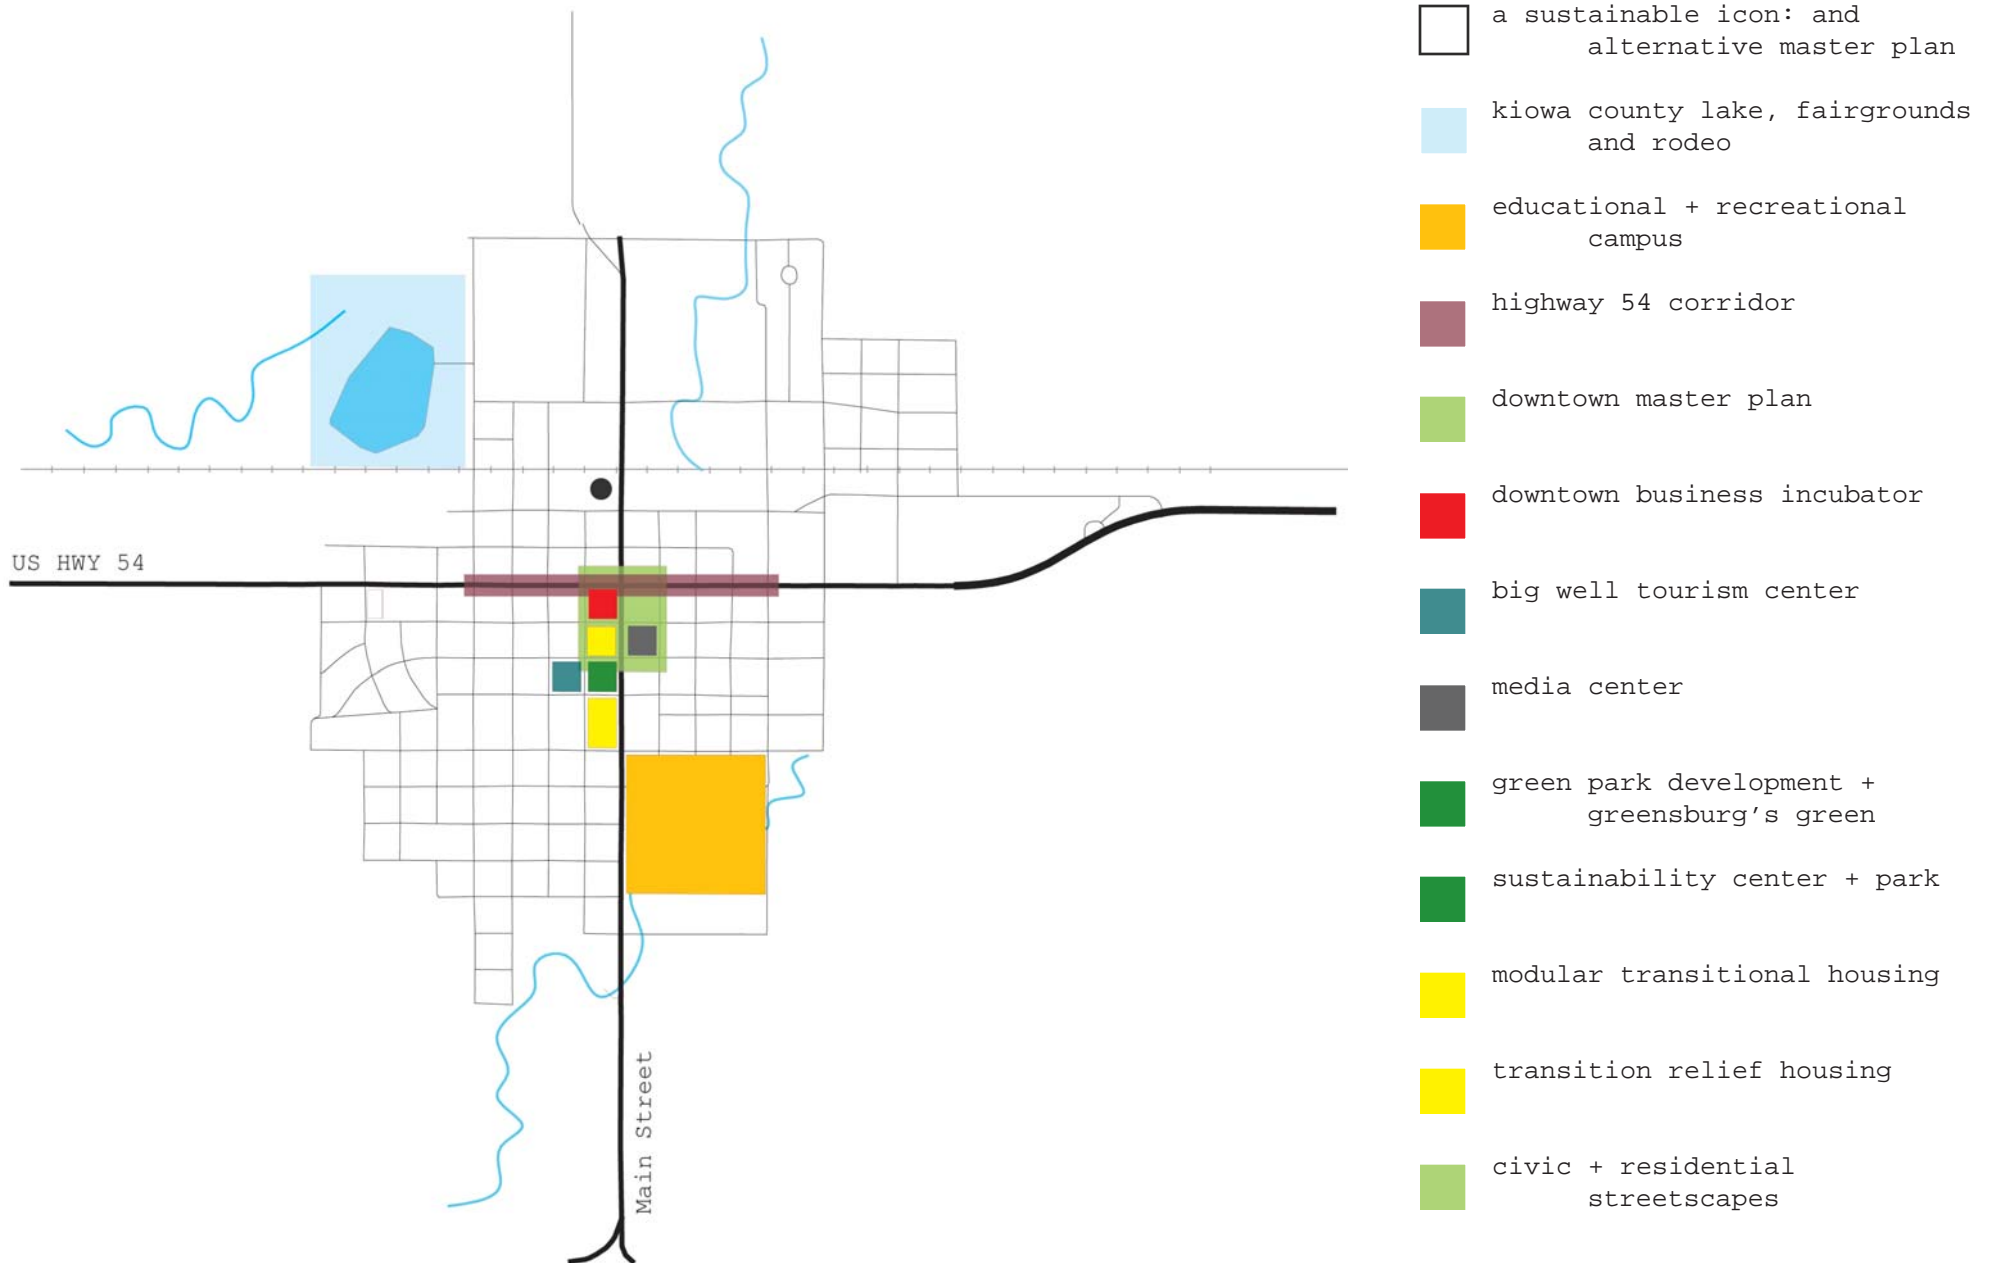 US HWY 54
Main Street
a sustainable icon: and
alternative master plan
kiowa county lake, fairgrounds
and rodeo
educational + recreational
campus
highway 54 corridor
downtown master plan
downtown business incubator
big well tourism center
media center
green park development +
greensburg’s green
sustainability center + park
modular transitional housing
transition relief housing
civic + residential
streetscapes